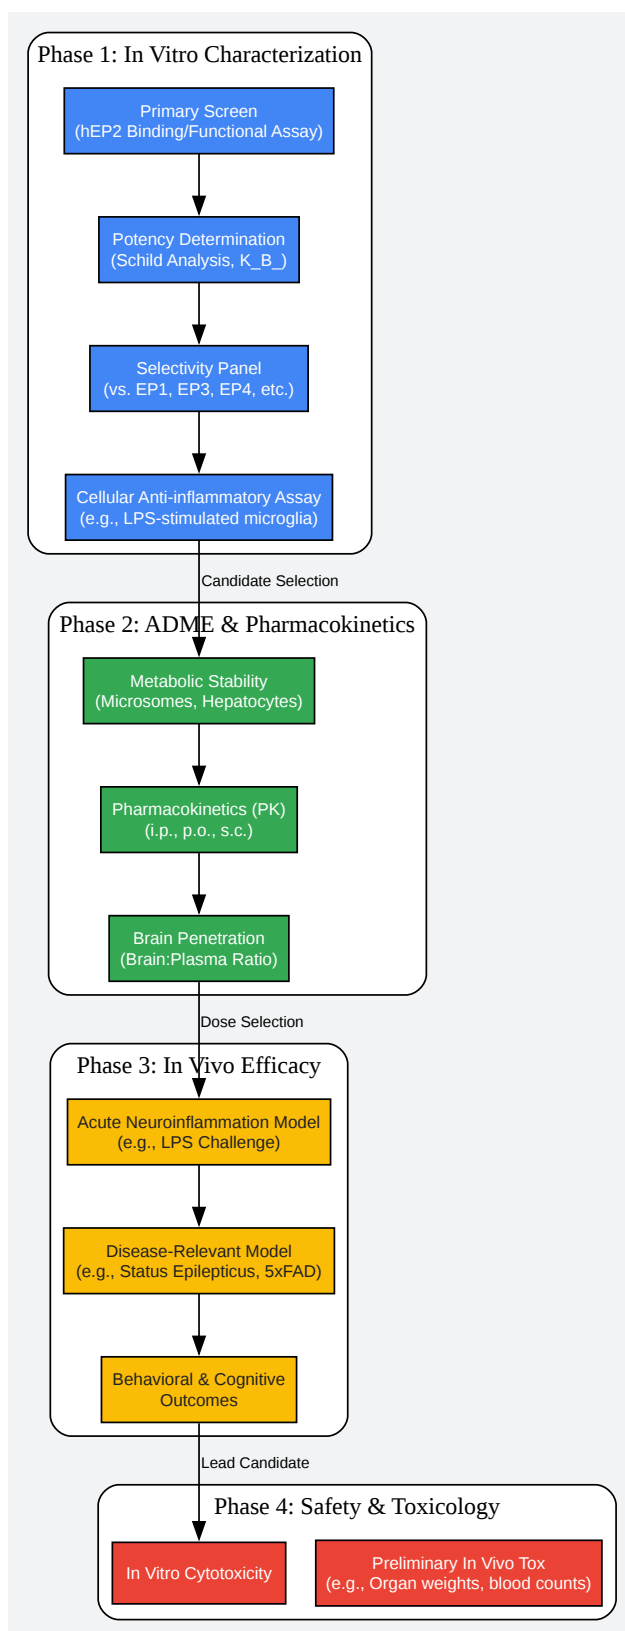 Phase 1: In Vitro Characterization
Primary Screen
(hEP2 Binding/Functional Assay)
Potency Determination
(Schild Analysis, K_B_)
Selectivity Panel
(vs. EP1, EP3, EP4, etc.)
Cellular Anti-inflammatory Assay
(e.g., LPS-stimulated microglia)
Candidate Selection
Phase 2: ADME & Pharmacokinetics
Metabolic Stability
(Microsomes, Hepatocytes)
Pharmacokinetics (PK)
(i.p., p.o., s.c.)
Brain Penetration
(Brain:Plasma Ratio)
Dose Selection
Phase 3: In Vivo Efficacy
Acute Neuroinflammation Model
(e.g., LPS Challenge)
Disease-Relevant Model
(e.g., Status Epilepticus, 5xFAD)
Behavioral & Cognitive
Outcomes
Lead Candidate
Phase 4: Safety & Toxicology
In Vitro Cytotoxicity
Preliminary In Vivo Tox
(e.g., Organ weights, blood counts)